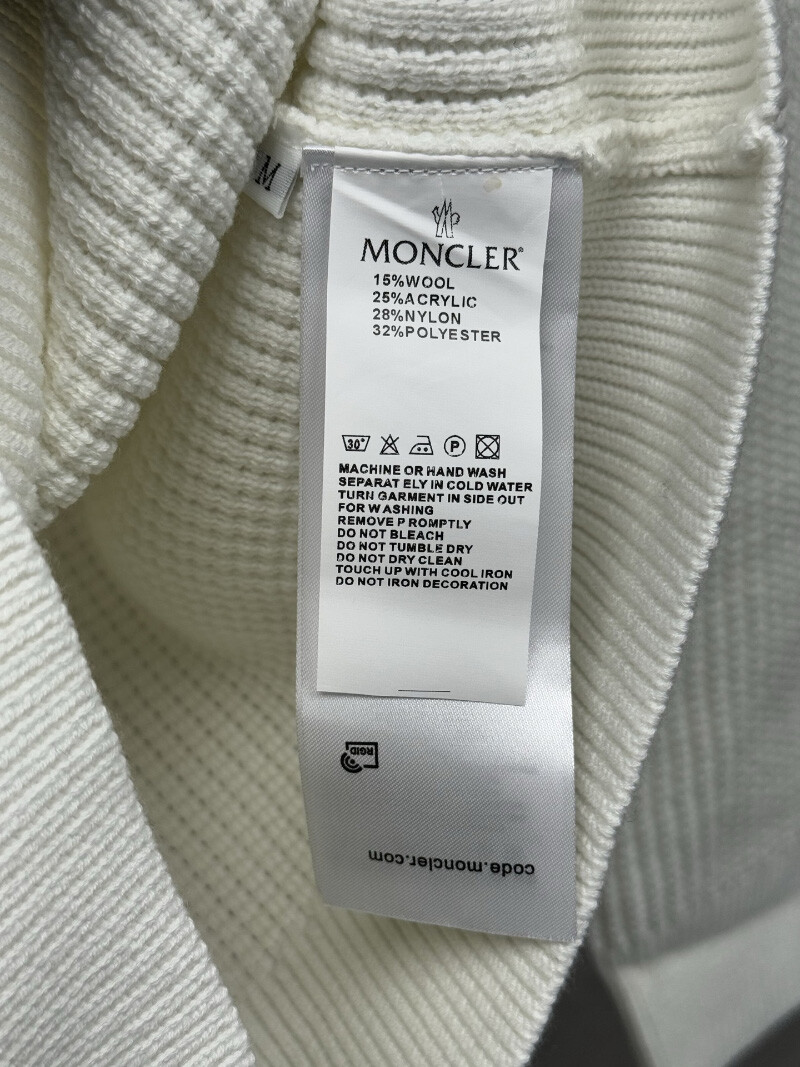 M
MONCLER®
15%WOOL
25%ACRYLIC
28%NYLON
32%POLYESTER
30° P
MACHINE OR HAND WASH
SEPARAT ELY IN COLD WATER
TURN GARMENT IN SIDE OUT
FOR WASHING
REMOVE P ROMPTLY
DO NOT BLEACH
DO NOT TUMBLE DRY
DO NOT DRY CLEAN
TOUCH UP WITH COOL IRON
DO NOT IRON DECORATION
RGID
code.moncler.com